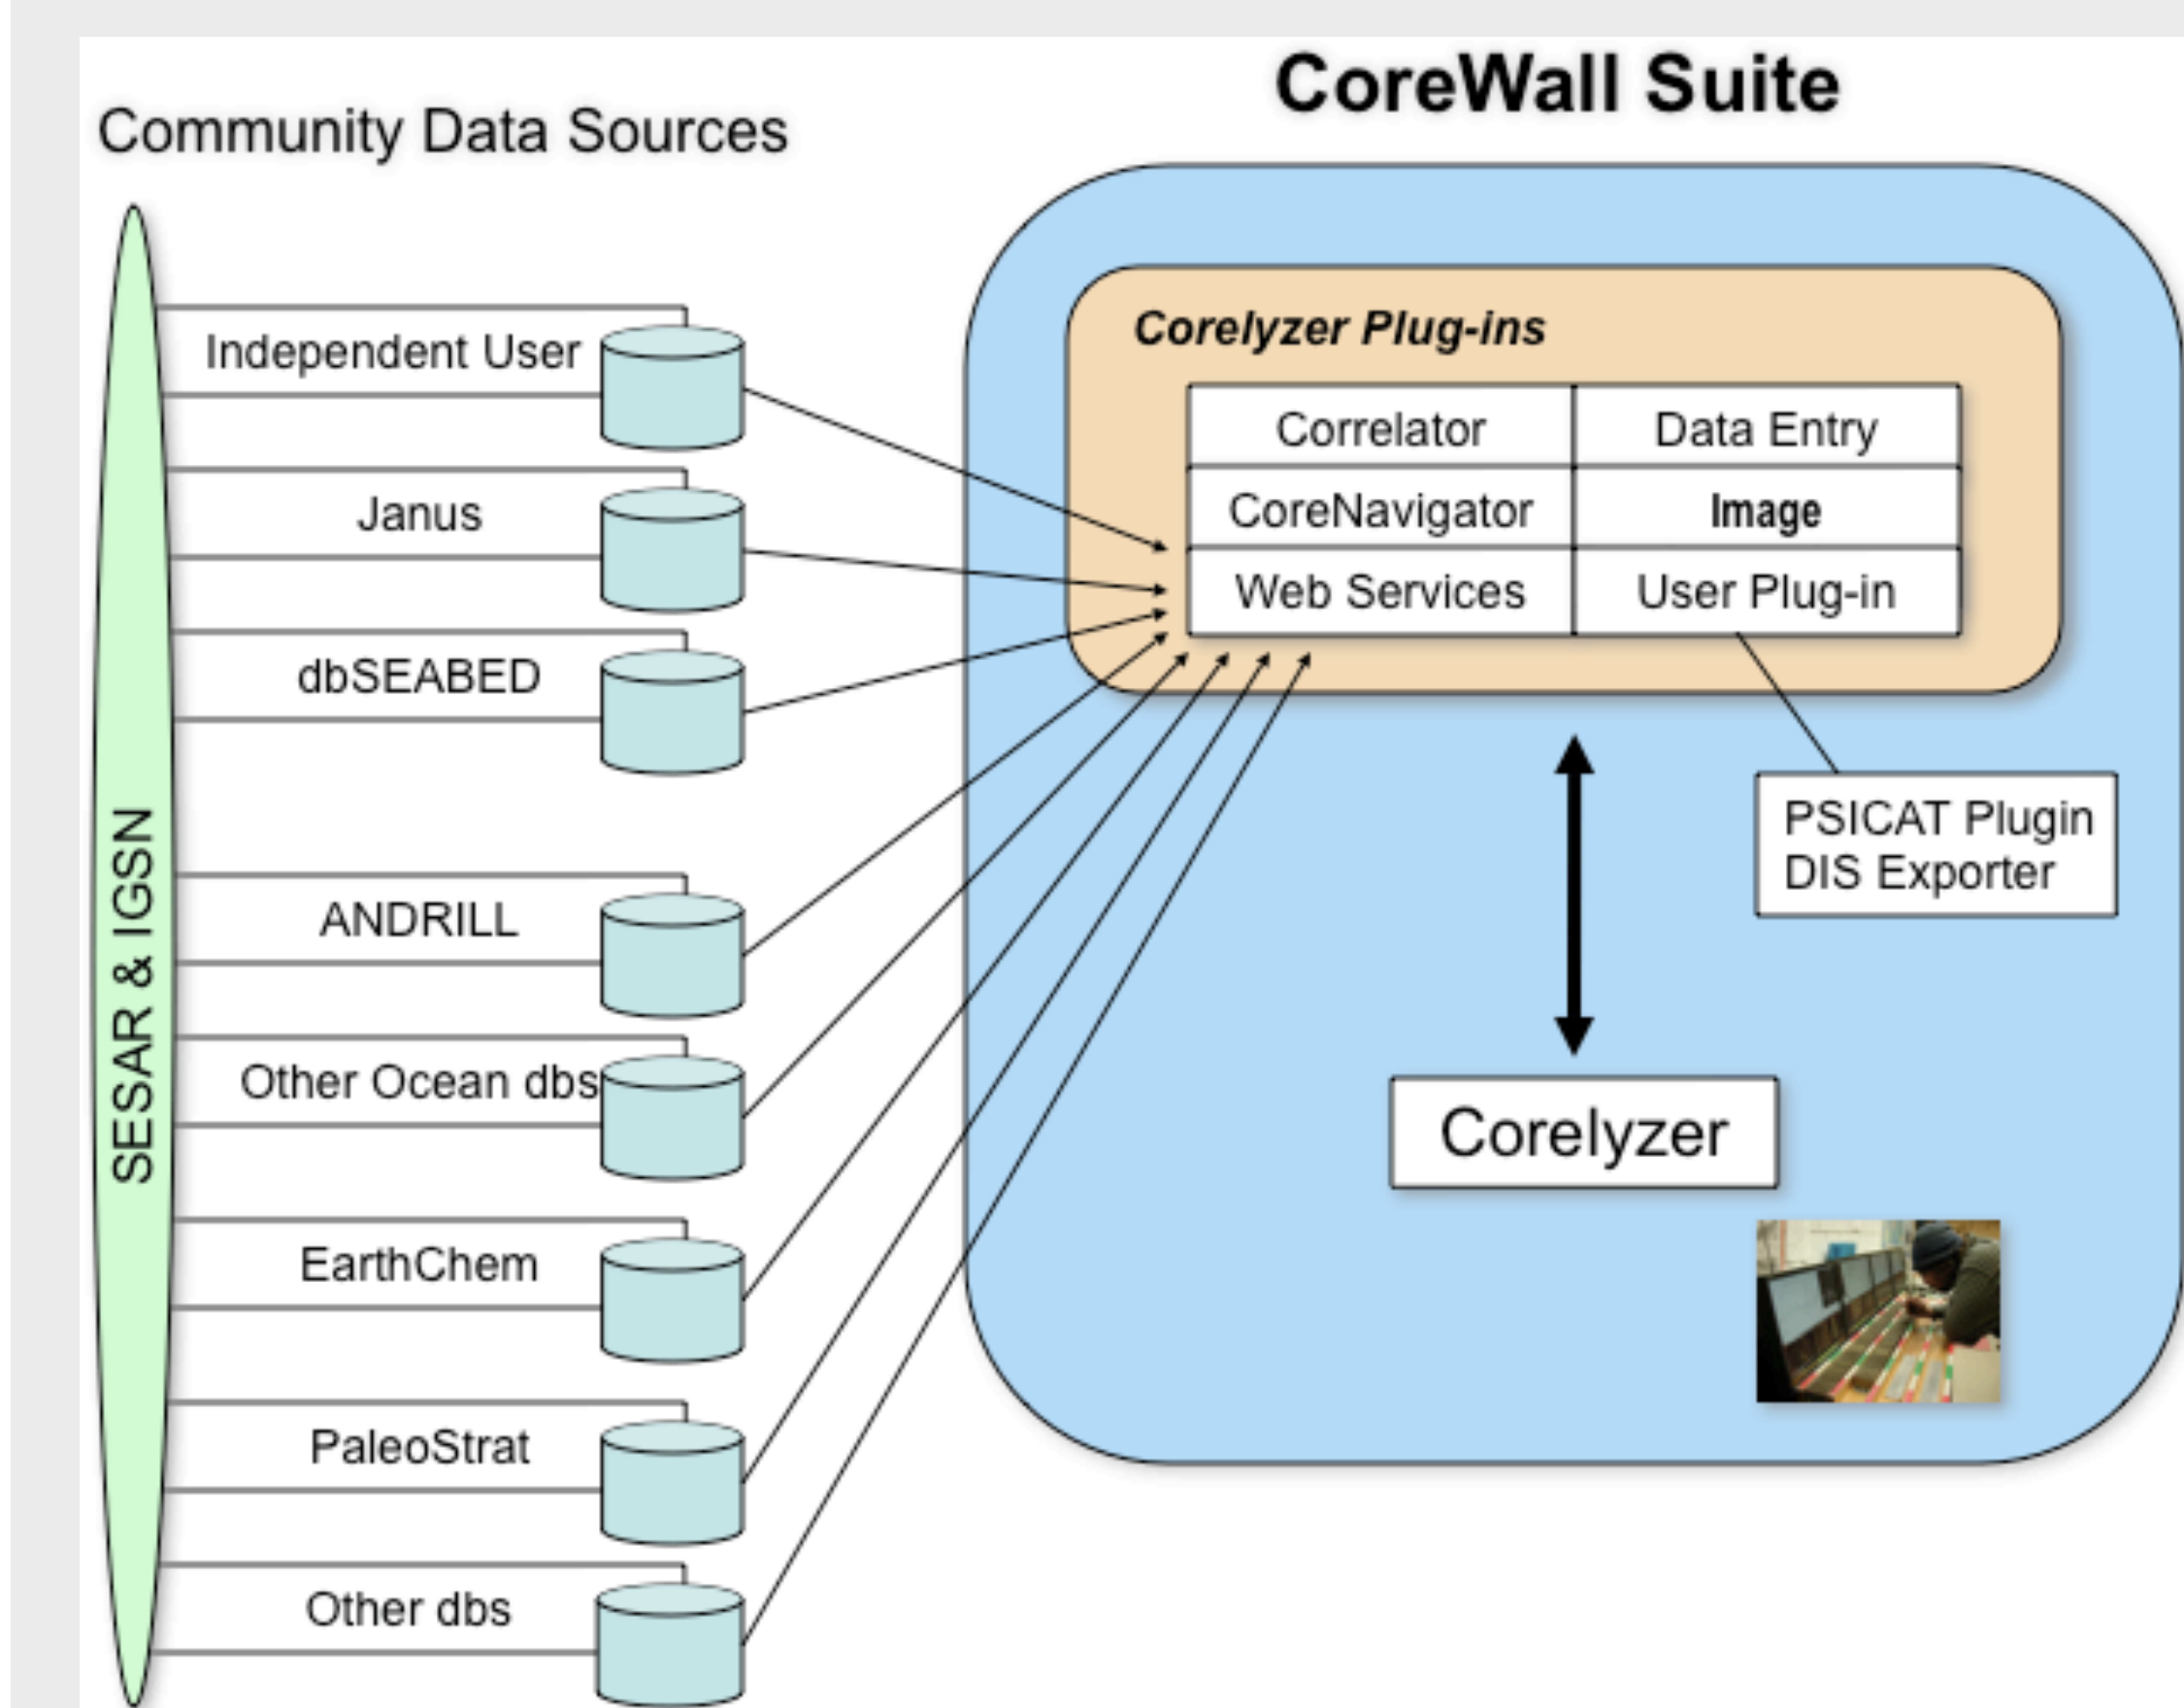 CoreWall Suite
Community Data Sources
SESAR & IGSN
Independent User
Janus
dbSEABED
ANDRILL
Other Ocean dbs
EarthChem
PaleoStrat
Other dbs
Corelyzer Plug-ins
Correlator
Data Entry
CoreNavigator
Image
Web Services
User Plug-in
PSICAT Plugin
DIS Exporter
Corelyzer